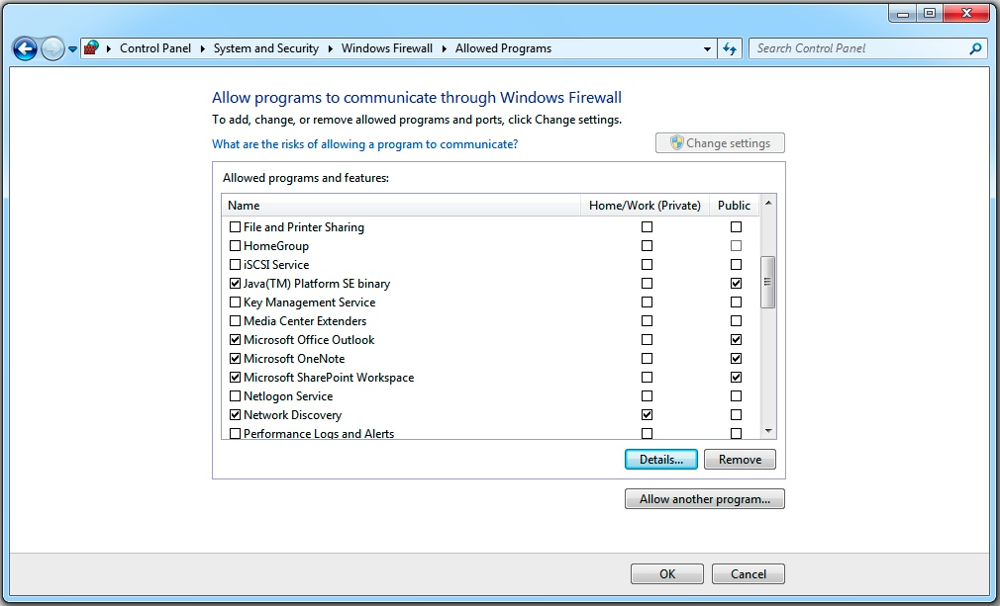 Control Panel ▸ System and Security ▸ Windows Firewall ▸ Allowed Programs
Search Control Panel
Allow programs to communicate through Windows Firewall
To add, change, or remove allowed programs and ports, click Change settings.
What are the risks of allowing a program to communicate?
Change settings
Allowed programs and features:
Name Home/Work (Private) Public
File and Printer Sharing
HomeGroup
iSCSI Service
Java(TM) Platform SE binary
Key Management Service
Media Center Extenders
Microsoft Office Outlook
Microsoft OneNote
Microsoft SharePoint Workspace
Netlogon Service
Network Discovery
Performance Logs and Alerts
Details... Remove
Allow another program...
OK Cancel